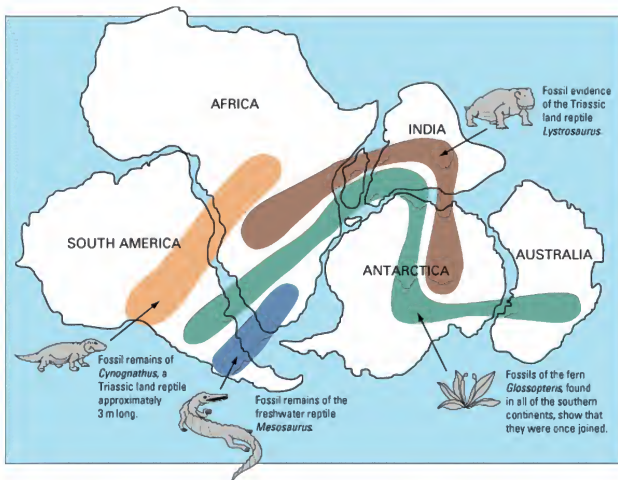 AFRICA
INDIA
Fossil evidence
of the Triassic
land reptile
Lystrosaurus.
SOUTH AMERICA
ANTARCTICA
AUSTRALIA
Fossil remains of
Cynognathus, a
Triassic land reptile
approximately
3 m long.
Fossil remains of the
freshwater reptile
Mesosaurus.
Fossils of the fern
Glossopteris, found
in all of the southern
continents, show that
they were once joined.